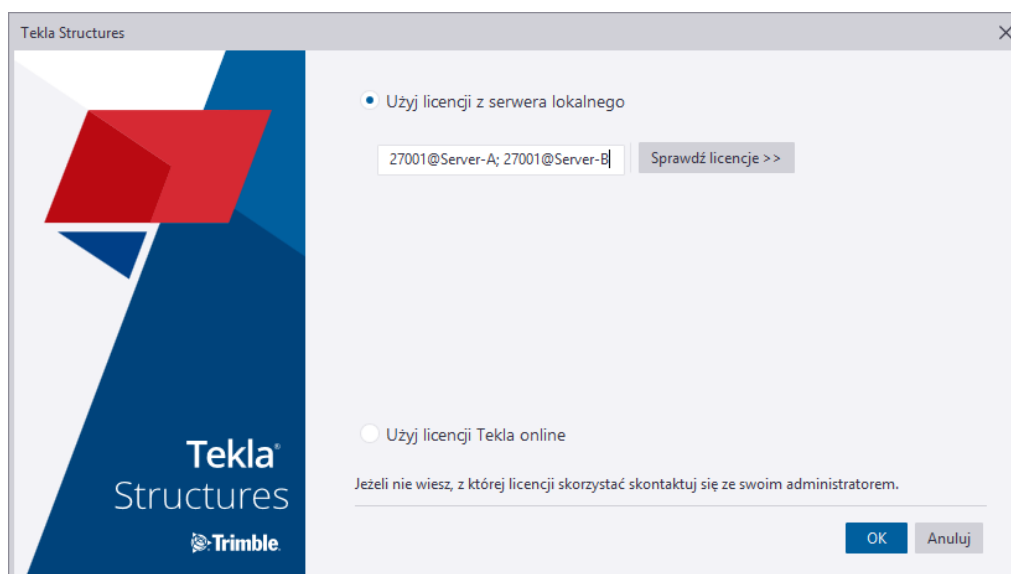 Tekla Structures
Użyj licencji z serwera lokalnego
27001@Server-A; 27001@Server-B
Sprawdź licencje >>
Użyj licencji Tekla online
Jeżeli nie wiesz, z której licencji skorzystać skontaktuj się ze swoim administratorem.
Tekla®
Structures
Trimble.
OK
Anuluj